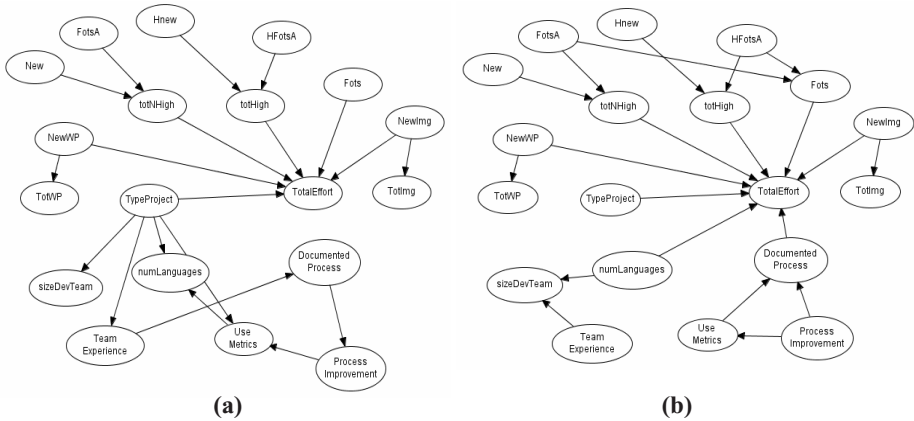 Hnew
FotsA
HFotsA
New
Fots
totNHigh
totHigh
NewImg
NewWP
TotWP
TypeProject
TotalEffort
TotImg
Documented
Process
numLanguages
sizeDevTeam
Team
Experience
Use
Metrics
Process
Improvement
(a)
Hnew
FotsA
HFotsA
New
Fots
totNHigh
totHigh
NewImg
NewWP
TotWP
TypeProject
TotalEffort
TotImg
Documented
Process
numLanguages
sizeDevTeam
Team
Experience
Use
Metrics
Process
Improvement
(b)